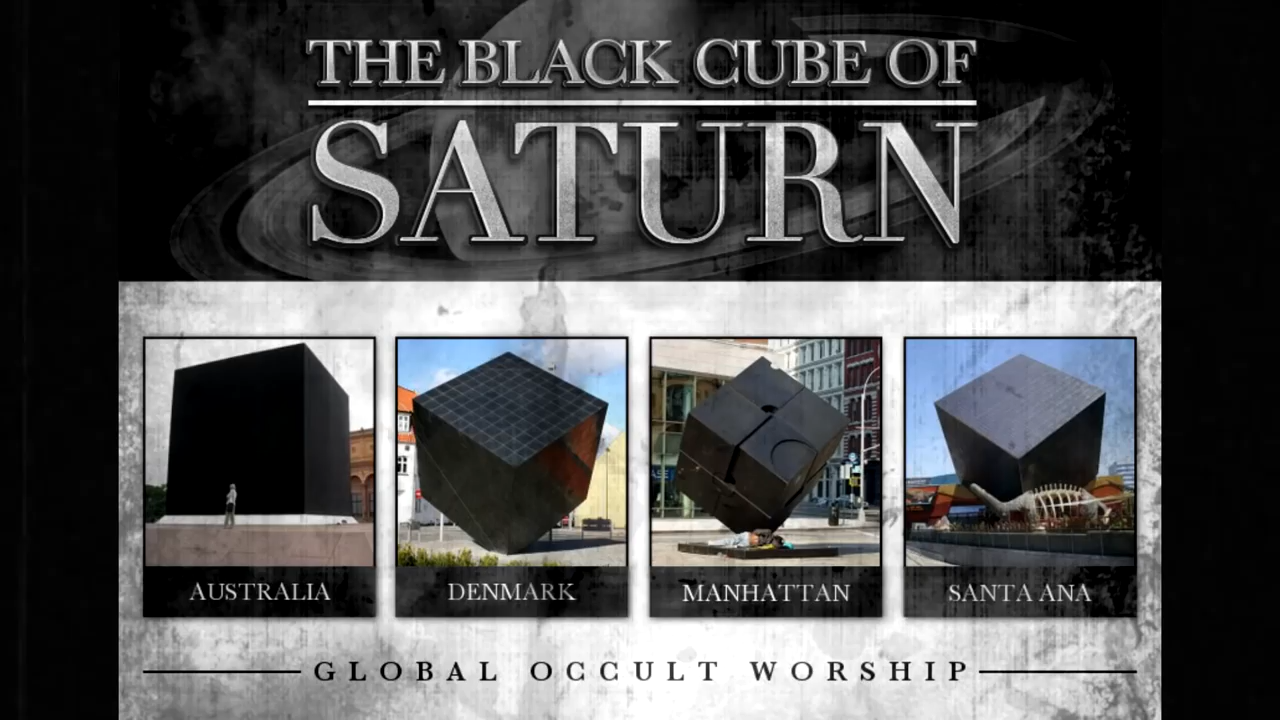 THE BLACK CUBE OF
SATURN
AUSTRALIA
DENMARK
MANHATTAN
SANTA ANA
GLOBAL OCCULT WORSHIP